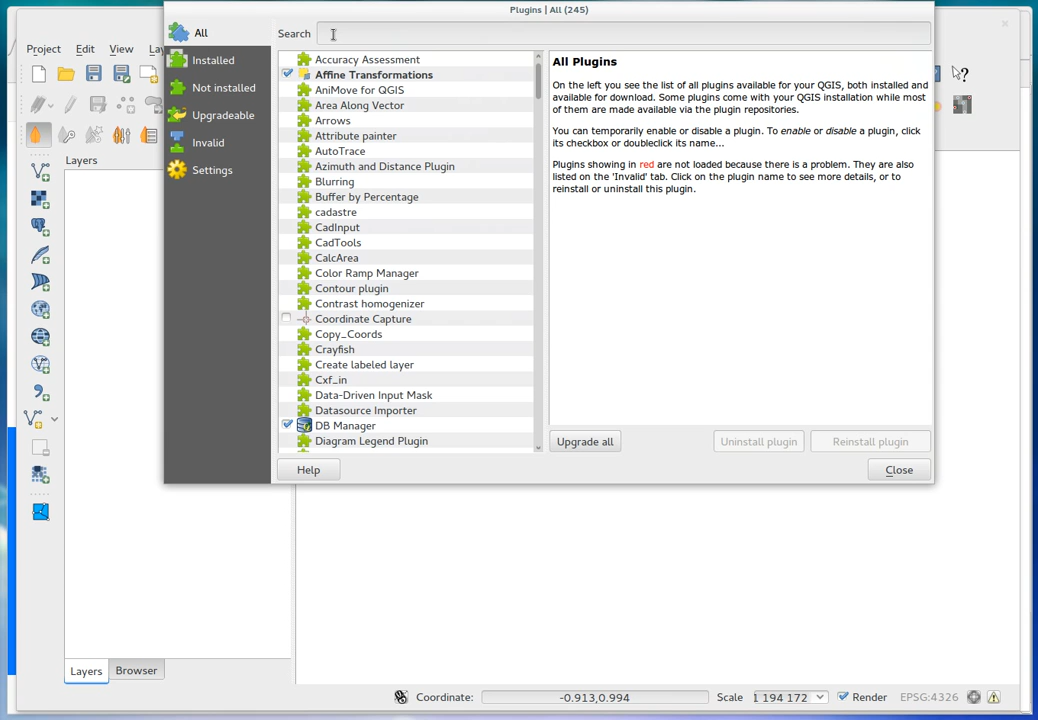 Plugins | All (245)
All
Search
Project Edit View La
Installed
Not installed
Upgradeable
Invalid
Settings
Layers
Accuracy Assessment
Affine Transformations
AniMove for QGIS
Area Along Vector
Arrows
Attribute painter
AutoTrace
Azimuth and Distance Plugin
Blurring
Buffer by Percentage
cadastre
CadInput
CadTools
CalcArea
Color Ramp Manager
Contour plugin
Contrast homogenizer
Coordinate Capture
Copy_Coords
Crayfish
Create labeled layer
Cxf_in
Data-Driven Input Mask
Datasource Importer
DB Manager
Diagram Legend Plugin
All Plugins
On the left you see the list of all plugins available for your QGIS, both installed and
available for download. Some plugins come with your QGIS installation while most
of them are made available via the plugin repositories.
You can temporarily enable or disable a plugin. To enable or disable a plugin, click
its checkbox or doubleclick its name...
Plugins showing in red are not loaded because there is a problem. They are also
listed on the 'Invalid' tab. Click on the plugin name to see more details, or to
reinstall or uninstall this plugin.
Upgrade all Uninstall plugin Reinstall plugin
Help Close
Layers Browser
Coordinate: -0.913,0.994 Scale 1 194 172 Render EPSG:4326